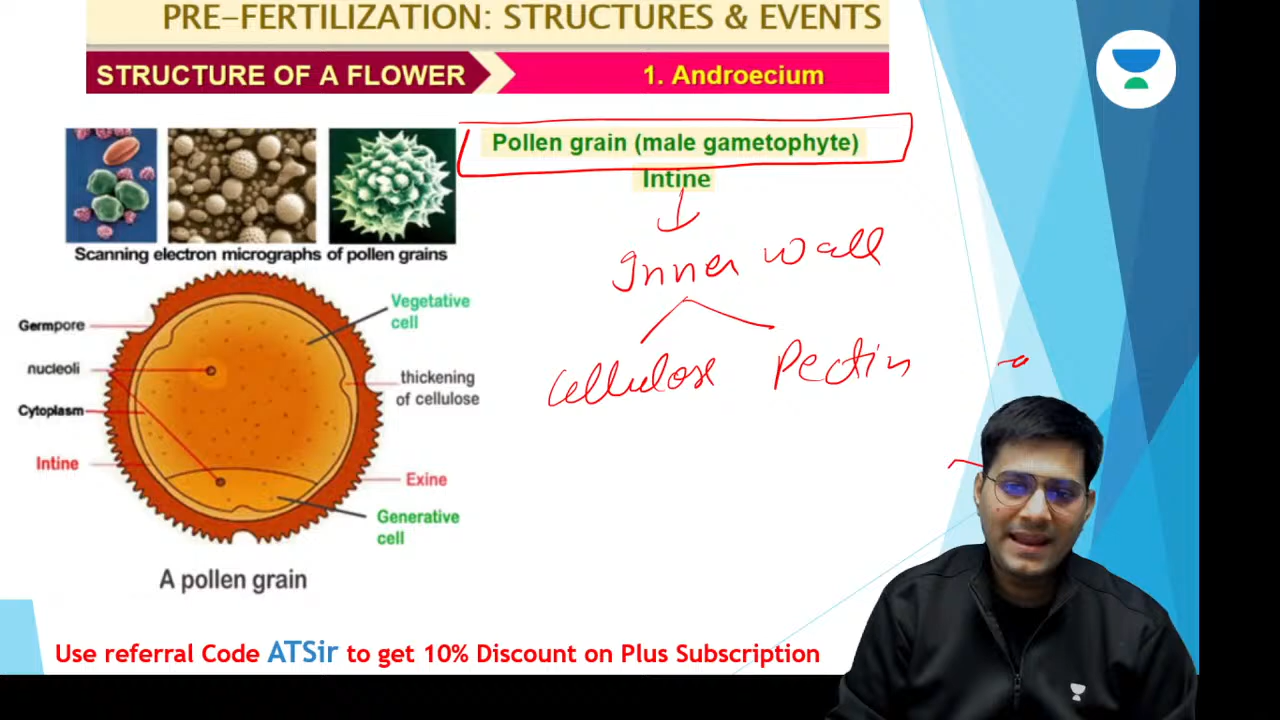 PRE-FERTILIZATION: STRUCTURES & EVENTS
STRUCTURE OF A FLOWER
1. Androecium
Pollen grain (male gametophyte)
Intine
Inner wall
Cellulose Pectin
Scanning electron micrographs of pollen grains
Vegetative
cell
Germpore
nucleoli
thickening
of cellulose
Cytoplasm
Intine
Exine
Generative
cell
A pollen grain
Use referral Code ATSir to get 10% Discount on Plus Subscription